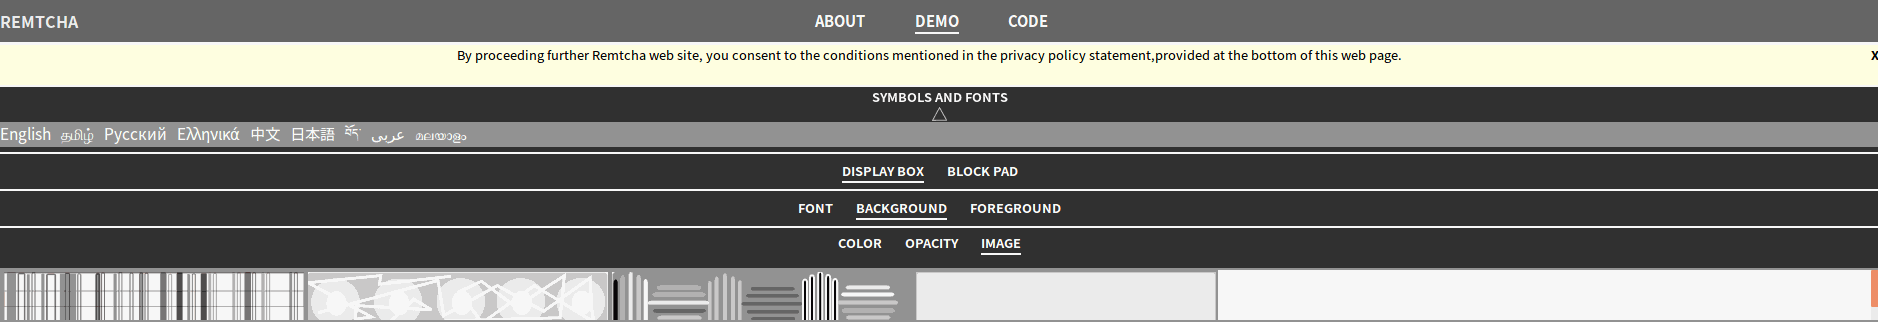 REMTCHA ABOUT DEMO CODE
By proceeding further Remtcha web site, you consent to the conditions mentioned in the privacy policy statement,provided at the bottom of this web page. X
SYMBOLS AND FONTS
English தமிழ் Русский Ελληνικά 中文 日本語 བོད་ عربى മലയാളം
DISPLAY BOX BLOCK PAD
FONT BACKGROUND FOREGROUND
COLOR OPACITY IMAGE